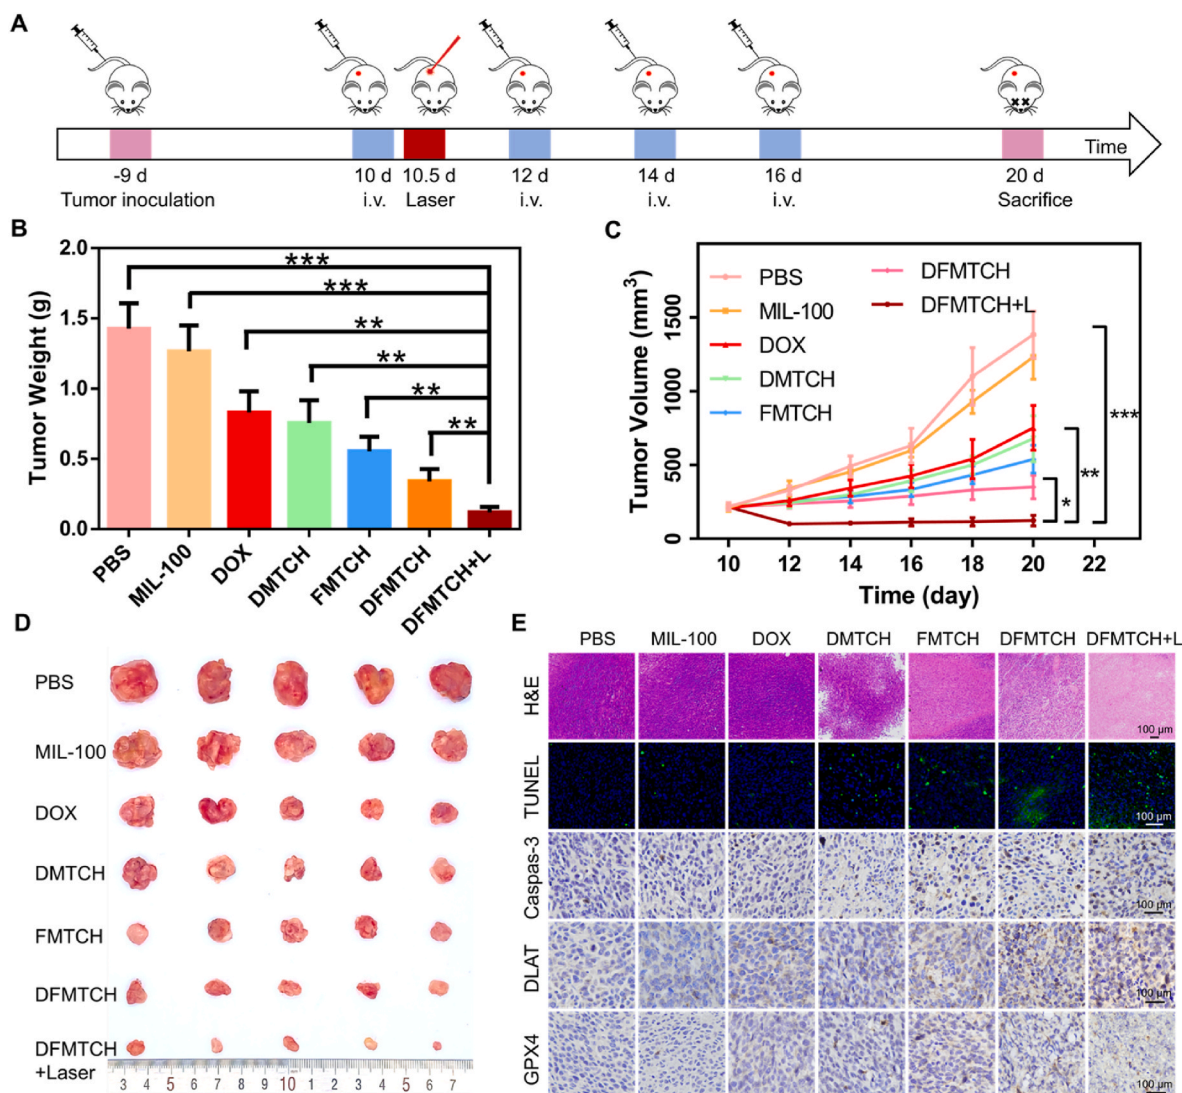 A
Time
-9 d
10 d
10.5 d
12 d
14 d
16 d
20 d
Tumor inoculation
i.v.
Laser
i.v.
i.v.
i.v.
Sacrifice
B
Tumor Weight (g)
2.0
1.5
1.0
0.5
0.0
***
***
**
**
**
**
PBS
MIL-100
DOX
DMTCH
FMTCH
DFMTCH
DFMTCH+L
C
Tumor Volume (mm³)
1500
1000
500
0
PBS
MIL-100
DOX
DMTCH
FMTCH
DFMTCH
DFMTCH+L
***
**
*
10 12 14 16 18 20 22
Time (day)
D
PBS
MIL-100
DOX
DMTCH
FMTCH
DFMTCH
DFMTCH
+Laser
3 4 5 6 7 8 9 10 1 2 3 4 5 6 7
E
PBS MIL-100 DOX DMTCH FMTCH DFMTCH DFMTCH+L
H&E
100 µm
TUNEL
100 µm
Caspas-3
100 µm
DLAT
100 µm
GPX4
100 µm